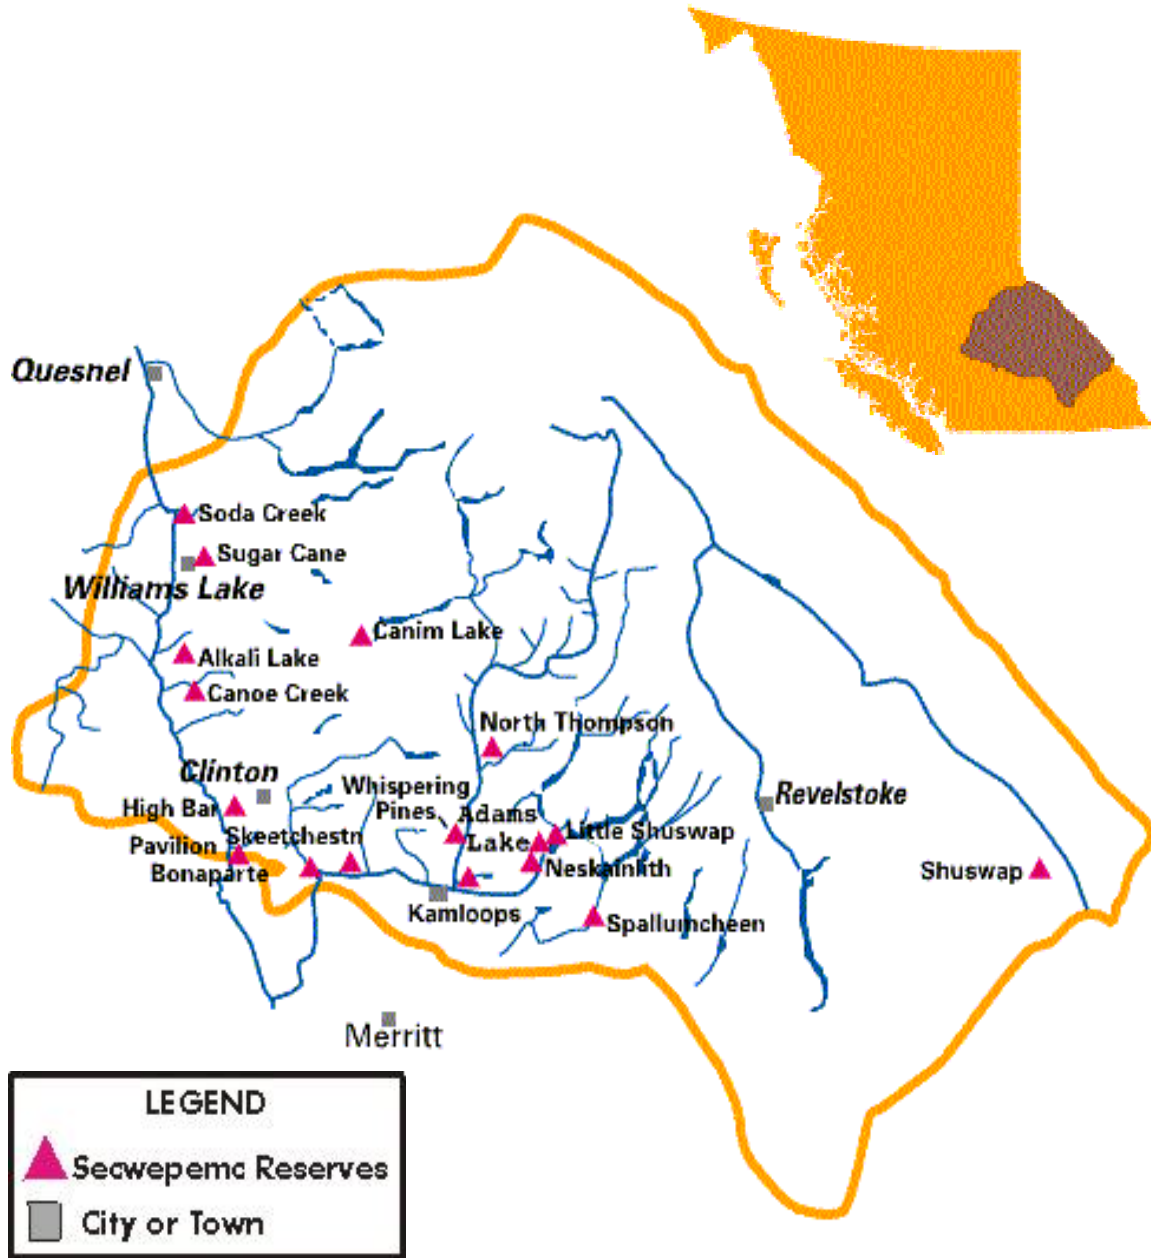 Quesnel
Soda Creek
Sugar Cane
Williams Lake
Canim Lake
Alkali Lake
Canoe Creek
North Thompson
Clinton
Whispering
Pines
High Bar
Adams
Lake
Little Shuswap
Revelstoke
Skeetchestn
Pavilion
Bonaparte
Neskainlith
Shuswap
Kamloops
Spallumcheen
Merritt
LEGEND
Secwepemc Reserves
City or Town